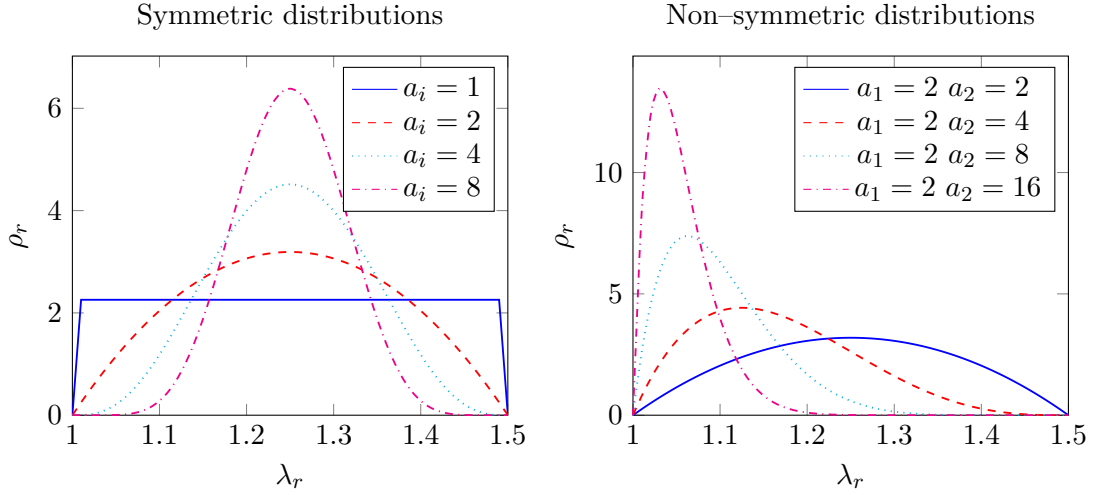 Symmetric distributions
6
4
2
0
ρ_r
1
1.1
1.2
1.3
1.4
1.5
λ_r
a_i = 1
a_i = 2
a_i = 4
a_i = 8
Non–symmetric distributions
10
5
0
ρ_r
1
1.1
1.2
1.3
1.4
1.5
λ_r
a_1 = 2 a_2 = 2
a_1 = 2 a_2 = 4
a_1 = 2 a_2 = 8
a_1 = 2 a_2 = 16